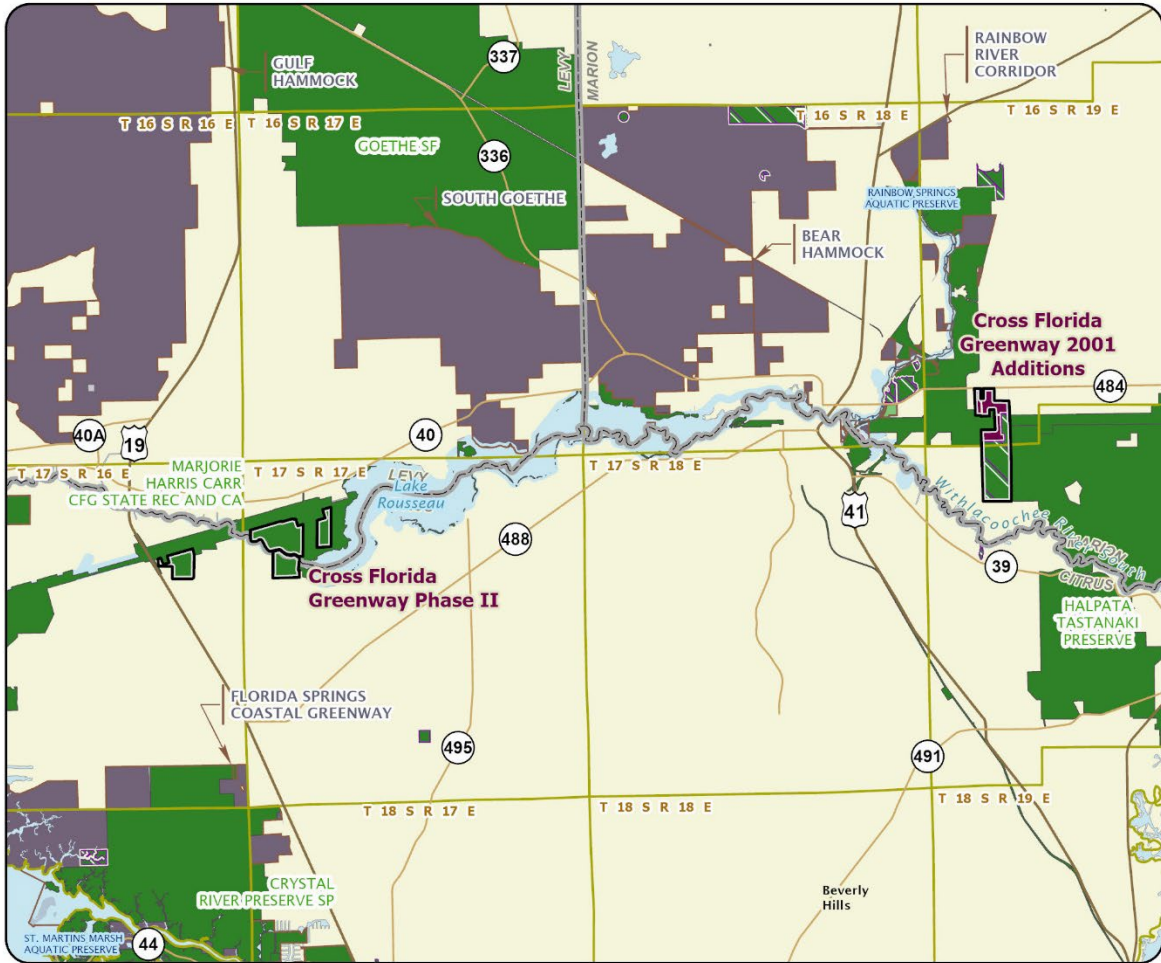 337
GULF
HAMMOCK
LEVY
MARION
RAINBOW
RIVER
CORRIDOR
T 16 S R 16 E
T 16 S R 17 E
T 16 S R 18 E
T 16 S R 19 E
GOETHE SF
336
SOUTH GOETHE
RAINBOW SPRINGS
AQUATIC PRESERVE
BEAR
HAMMOCK
Cross Florida
Greenway 2001
Additions
484
40A
19
40
T 17 S R 16 E
T 17 S R 17 E
T 17 S R 18 E
MARJORIE
HARRIS CARR
CFG STATE REC AND CA
LEVY
Lake
Rousseau
41
Withlacoochee River South
488
39
MARION
CITRUS
Cross Florida
Greenway Phase II
HALPATA
TASTANAKI
PRESERVE
FLORIDA SPRINGS
COASTAL GREENWAY
495
491
T 18 S R 17 E
T 18 S R 18 E
T 18 S R 19 E
CRYSTAL
RIVER PRESERVE SP
Beverly
Hills
ST. MARTINS MARSH
AQUATIC PRESERVE
44